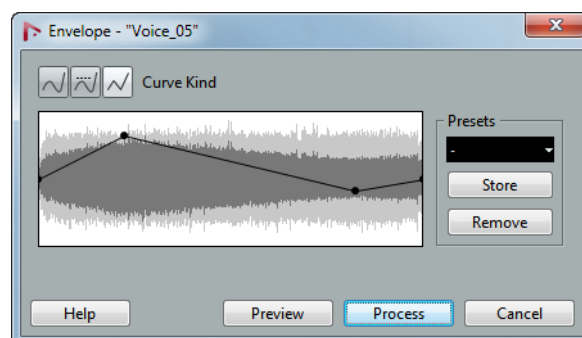 Envelope - "Voice_05"
Curve Kind
Presets
-
Store
Remove
Help
Preview
Process
Cancel